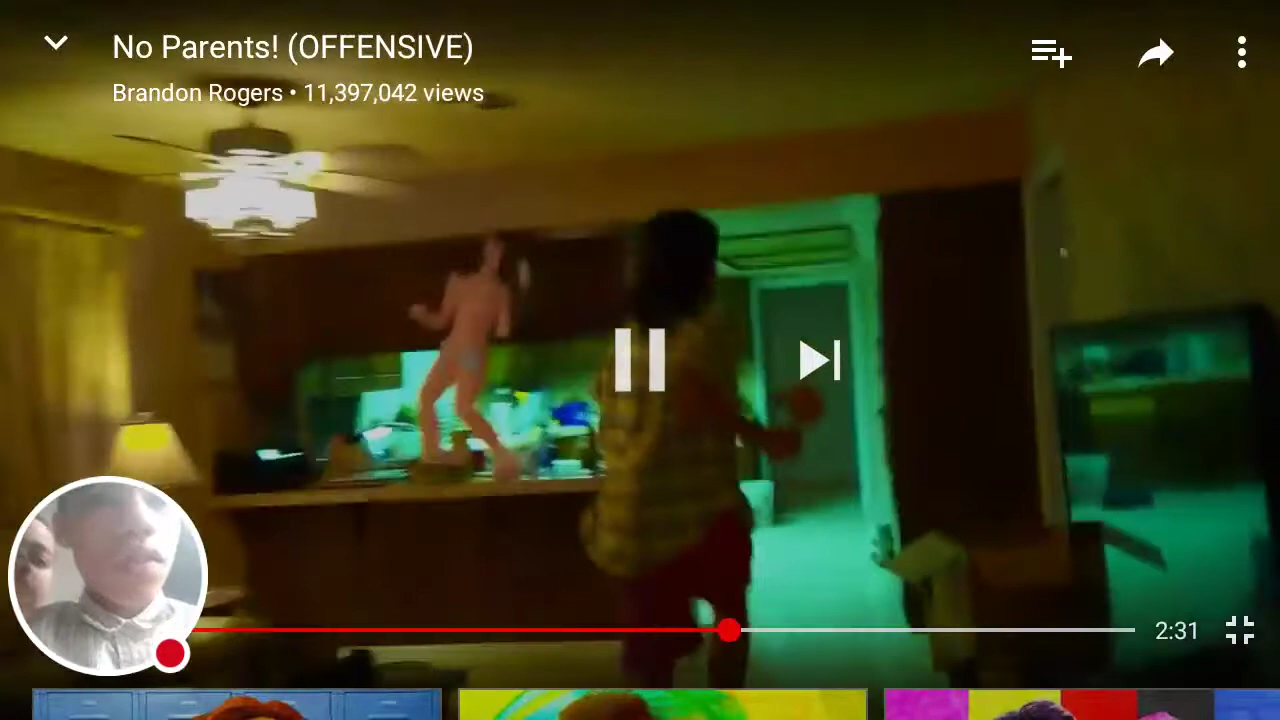 No Parents! (OFFENSIVE)
Brandon Rogers • 11,397,042 views
2:31